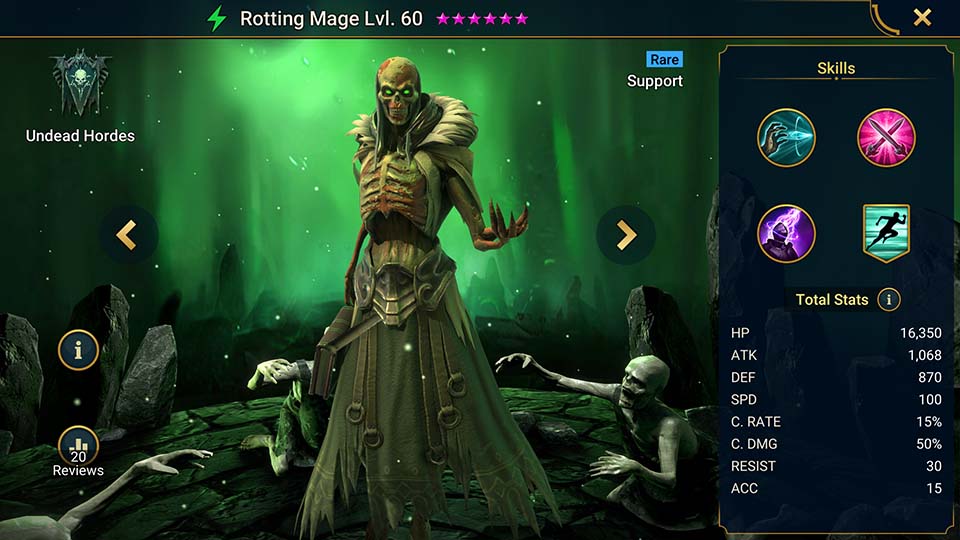 Rotting Mage Lvl. 60
Undead Hordes
Rare
Support
20
Reviews
Skills
Total Stats
HP 16,350
ATK 1,068
DEF 870
SPD 100
C. RATE 15%
C. DMG 50%
RESIST 30
ACC 15